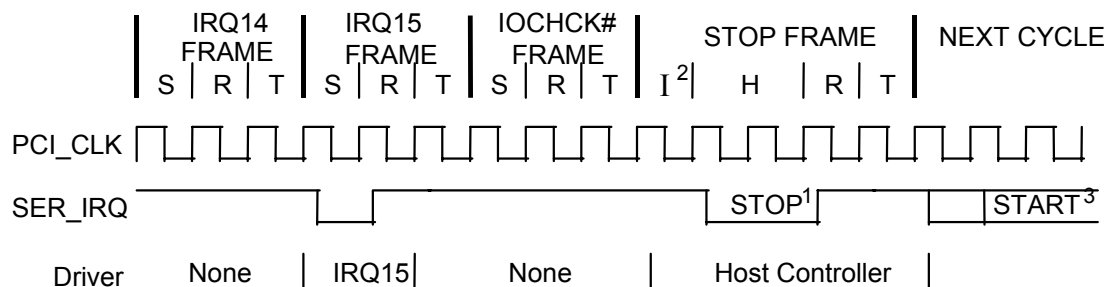 IRQ14 FRAME
IRQ15 FRAME
IOCHCK# FRAME
STOP FRAME
NEXT CYCLE
S R T S R T S R T I2 H R T
PCI_CLK
SER_IRQ STOP1 START3
Driver None IRQ15 None Host Controller